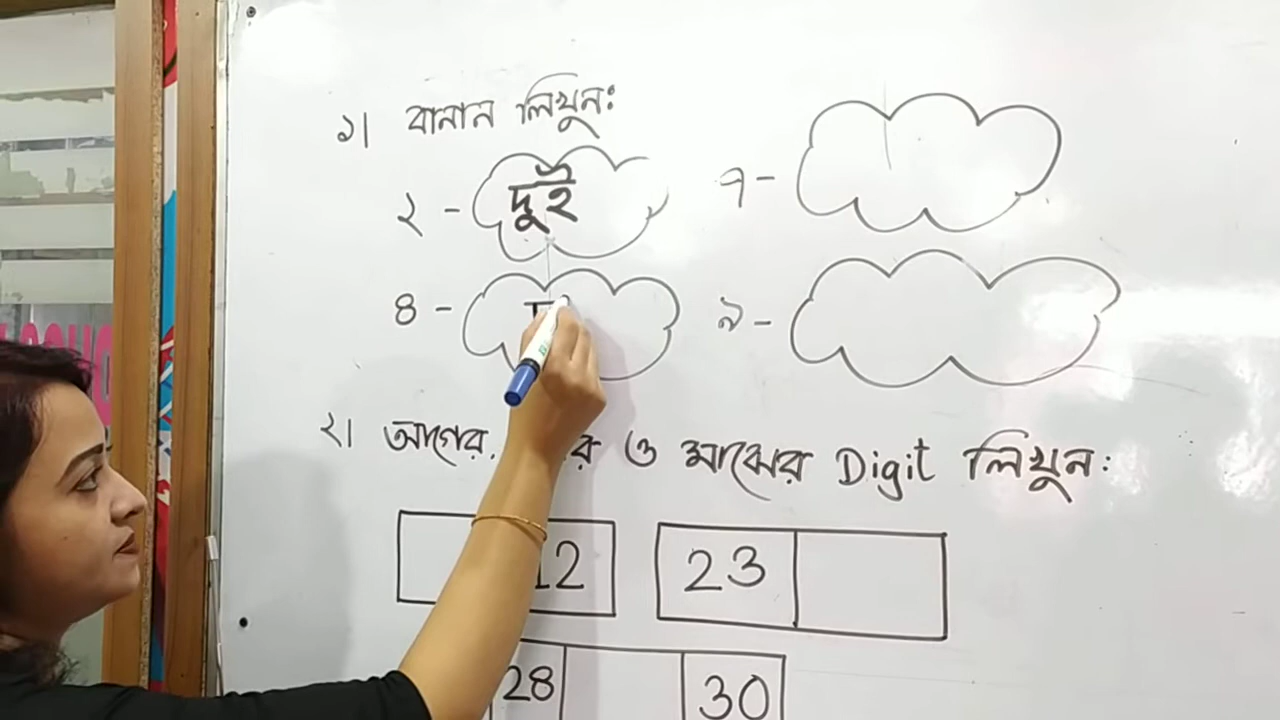 ১। বানান লিখুনঃ
২ - দুই
৭ -
৪ -
৯ -
২। আগের, ও মাঝের Digit লিখুনঃ
12
23
28 30